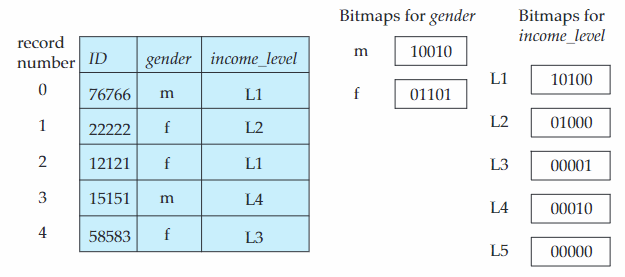 Bitmaps for gender
Bitmaps for income_level
record number
ID gender income_level
0 76766 m L1
1 22222 f L2
2 12121 f L1
3 15151 m L4
4 58583 f L3
m 10010
f 01101
L1 10100
L2 01000
L3 00001
L4 00010
L5 00000